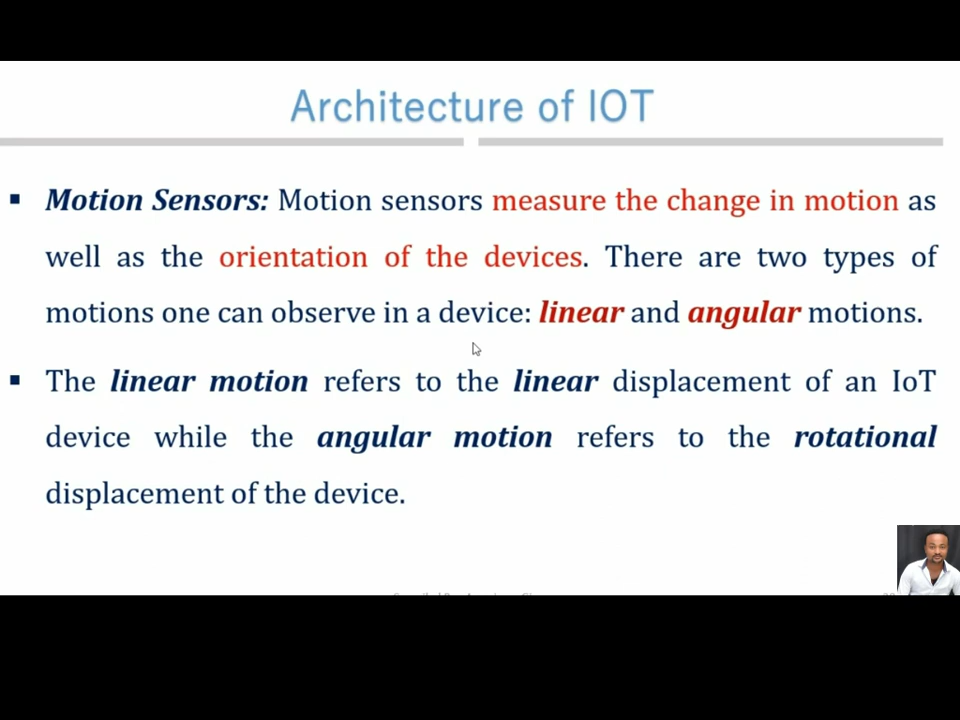 Architecture of IOT
▪ Motion Sensors: Motion sensors measure the change in motion as
well as the orientation of the devices. There are two types of
motions one can observe in a device: linear and angular motions.
▪ The linear motion refers to the linear displacement of an IoT
device while the angular motion refers to the rotational
displacement of the device.